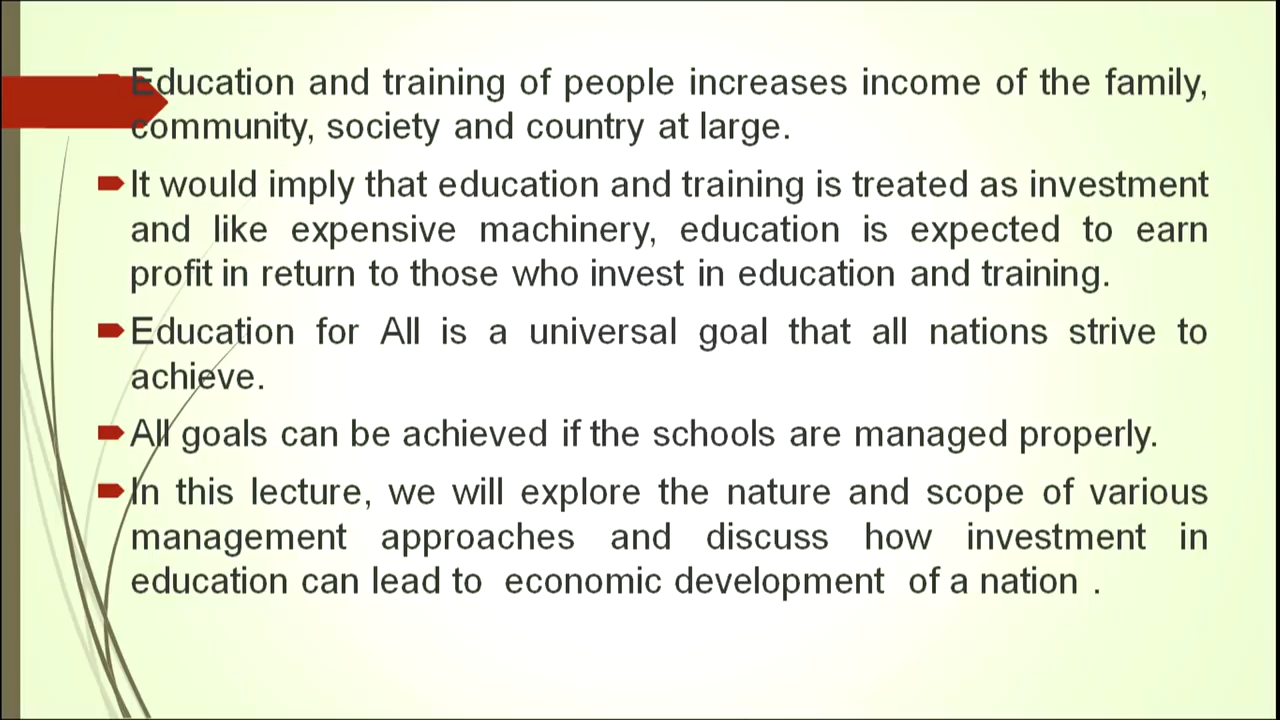 Education and training of people increases income of the family,
community, society and country at large.
It would imply that education and training is treated as investment
and like expensive machinery, education is expected to earn
profit in return to those who invest in education and training.
Education for All is a universal goal that all nations strive to
achieve.
All goals can be achieved if the schools are managed properly.
In this lecture, we will explore the nature and scope of various
management approaches and discuss how investment in
education can lead to economic development of a nation .